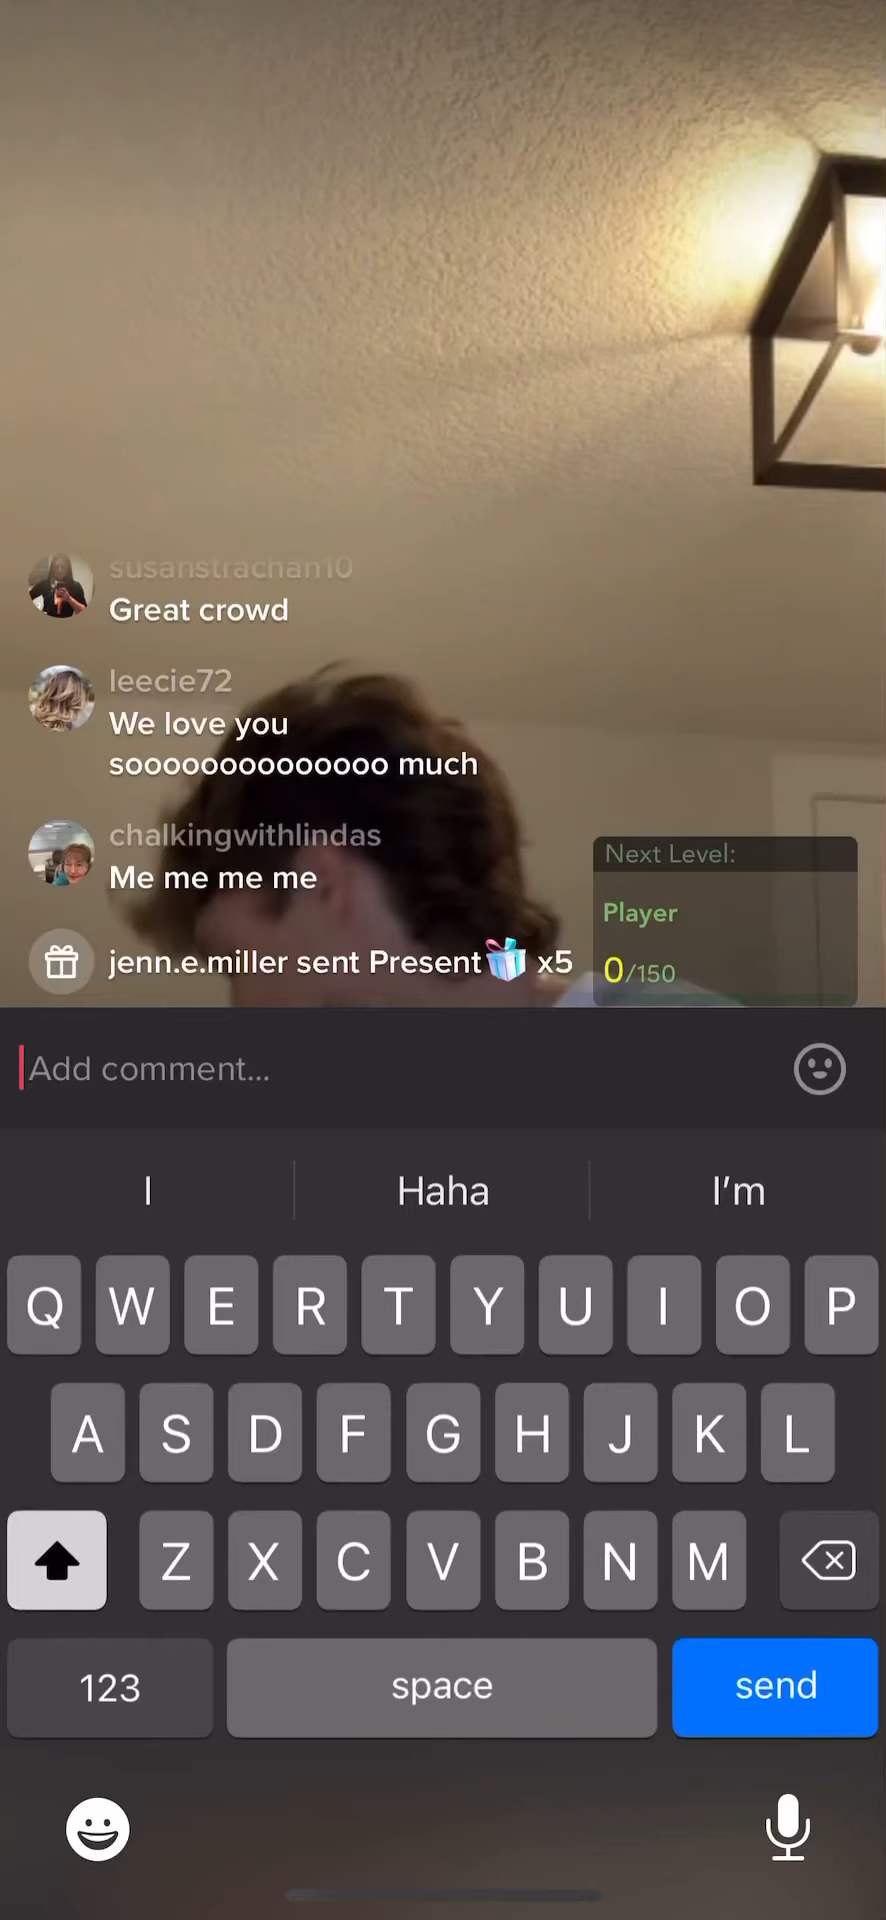 susanstrachan10
Great crowd
leecie72
We love you
soooooooooooooo much
chalkingwithlindas
Me me me me
jenn.e.miller sent Present x5
Next Level:
Player
0/150
Add comment...
I Haha I'm
Q W E R T Y U I O P
A S D F G H J K L
Z X C V B N M
123 space send